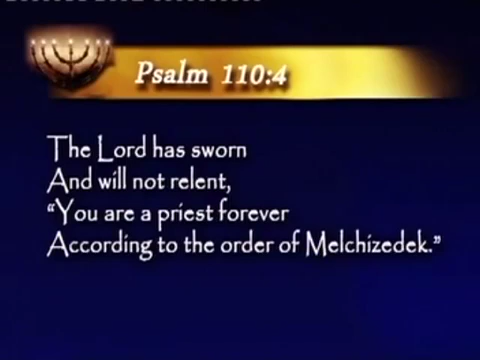 Psalm 110:4
The Lord has sworn
And will not relent,
“You are a priest forever
According to the order of Melchizedek.”